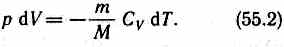 p dV = − m/M C_V dT. (55.2)